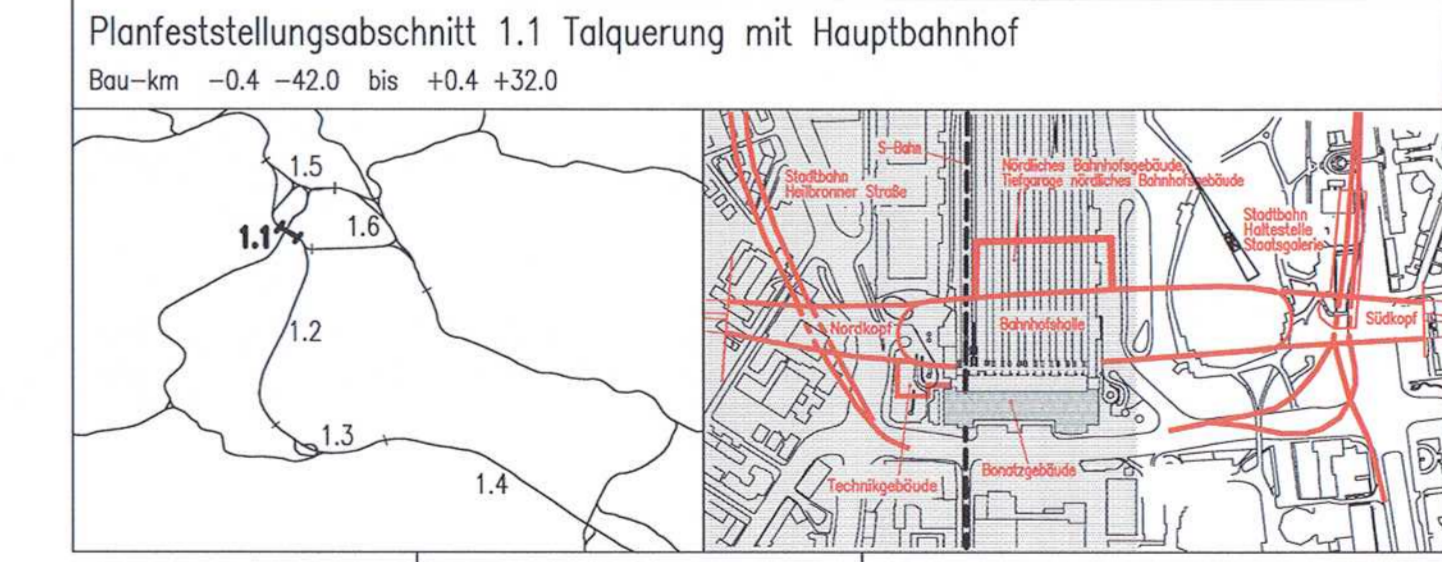 Planfeststellungsabschnitt 1.1 Talquerung mit Hauptbahnhof
Bau-km -0.4 -42.0 bis +0.4 +32.0
1.5
1.6
1.1
1.2
1.3
1.4
S-Bahn
Nördliches Bahnhofsgebäude,
Tiefgarage nördliches Bahnhofsgebäude
Stadtbahn
Heilbronner Straße
Stadtbahn
Haltestelle
Staatsgalerie
Nordkopf
Bahnhofshalle
Südkopf
Technikgebäude
Bonatzgebäude